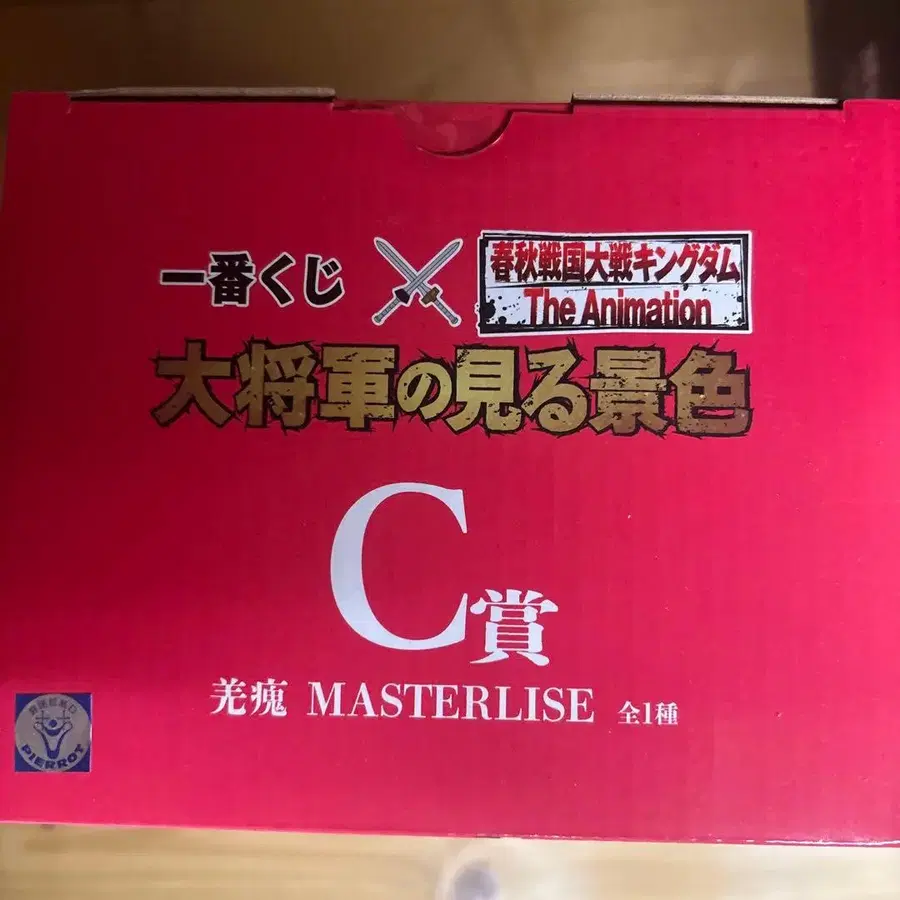 一番くじ
春秋戦国大戦キングダム
The Animation
大将軍の見る景色
C賞
羌瘣 MASTERLISE 全1種
PIERROT